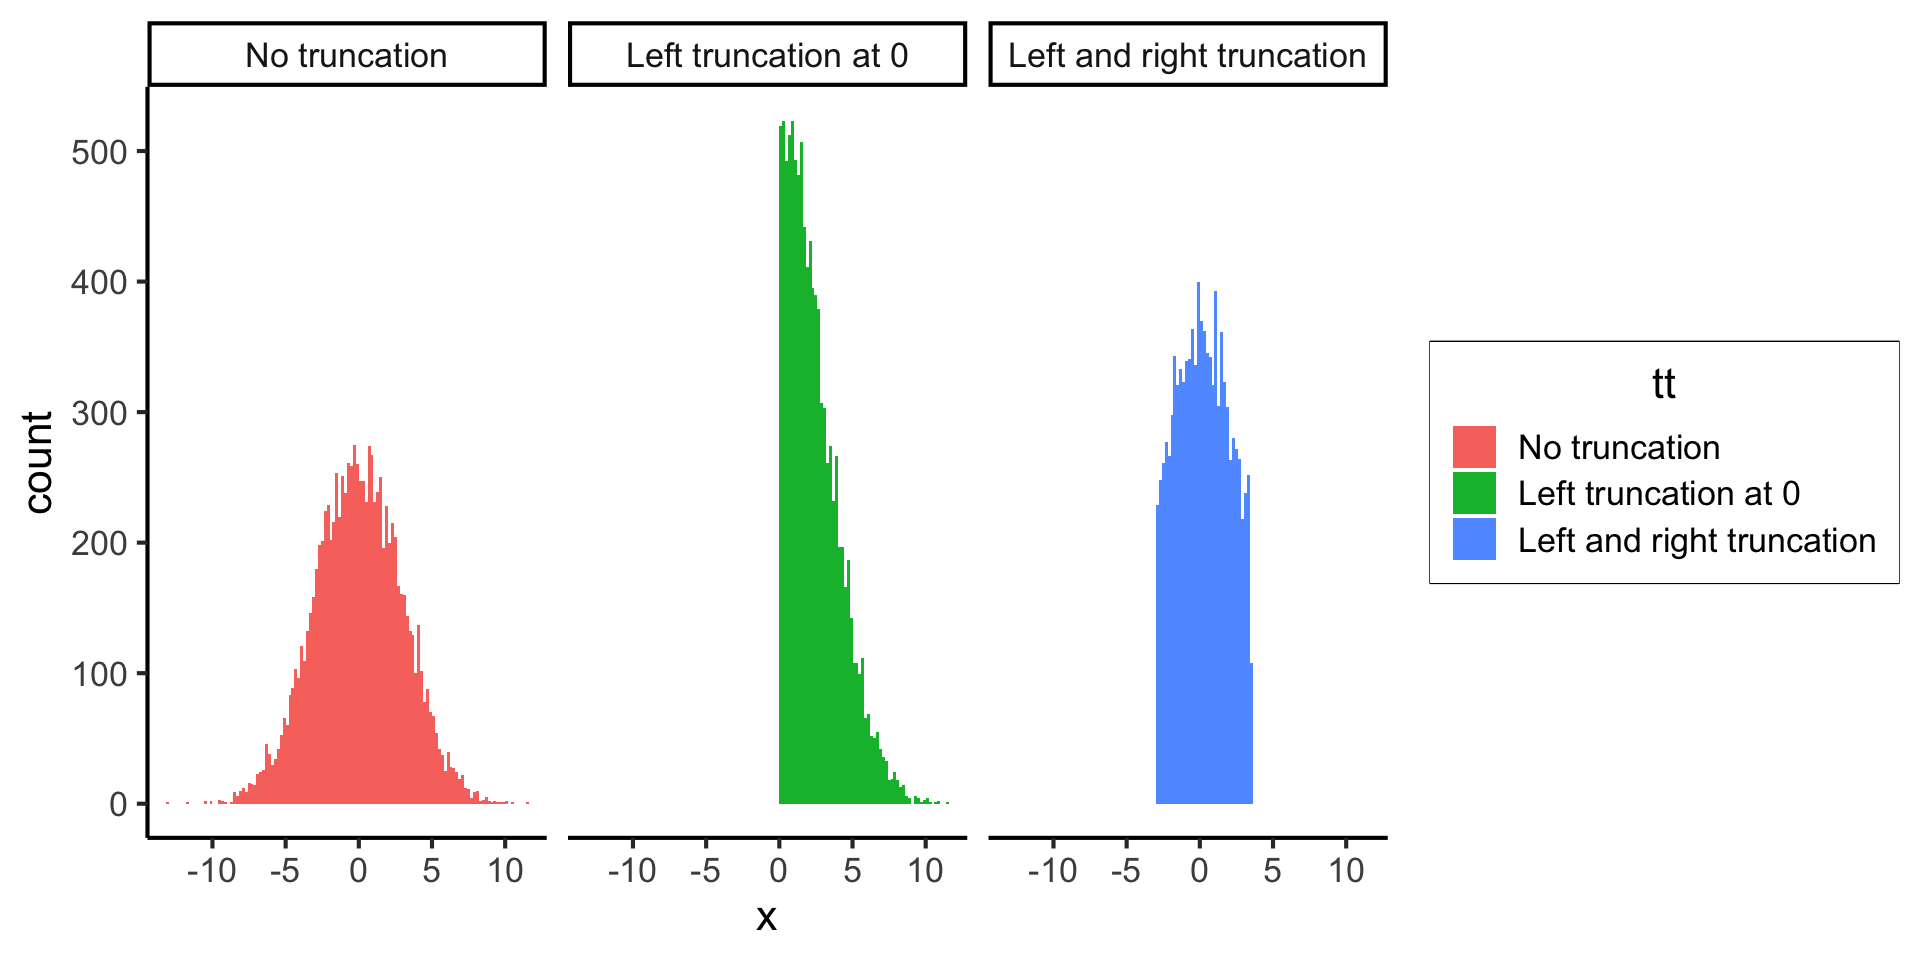 No truncation
Left truncation at 0
Left and right truncation
count
500
400
300
200
100
0
-10 -5 0 5 10
-10 -5 0 5 10
-10 -5 0 5 10
x
tt
No truncation
Left truncation at 0
Left and right truncation